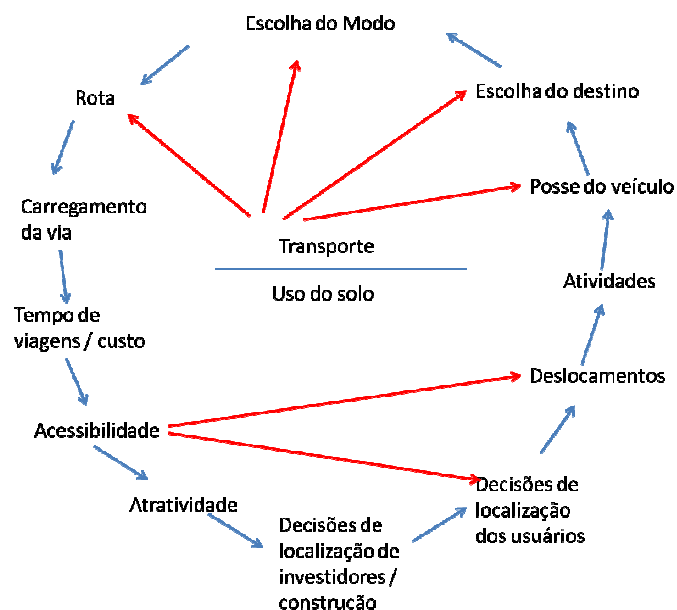 Escolha do Modo
Rota
Escolha do destino
Carregamento
da via
Posse do veículo
Transporte
Uso do solo
Atividades
Tempo de
viagens / custo
Deslocamentos
Acessibilidade
Atratividade
Decisões de
localização
dos usuários
Decisões de
localização de
investidores /
construção